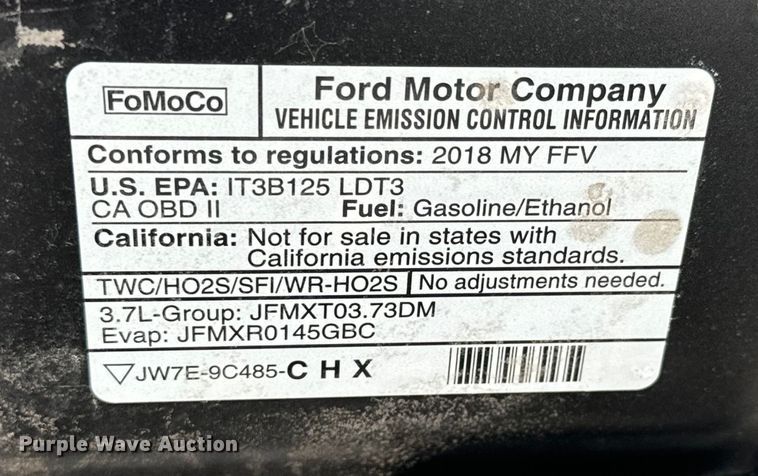 FoMoCo
Ford Motor Company
VEHICLE EMISSION CONTROL INFORMATION
Conforms to regulations: 2018 MY FFV
U.S. EPA: IT3B125 LDT3
CA OBD II Fuel: Gasoline/Ethanol
California: Not for sale in states with
California emissions standards.
TWC/HO2S/SFI/WR-HO2S No adjustments needed.
3.7L-Group: JFMXT03.73DM
Evap: JFMXR0145GBC
▽JW7E-9C485-CHX
Purple Wave Auction